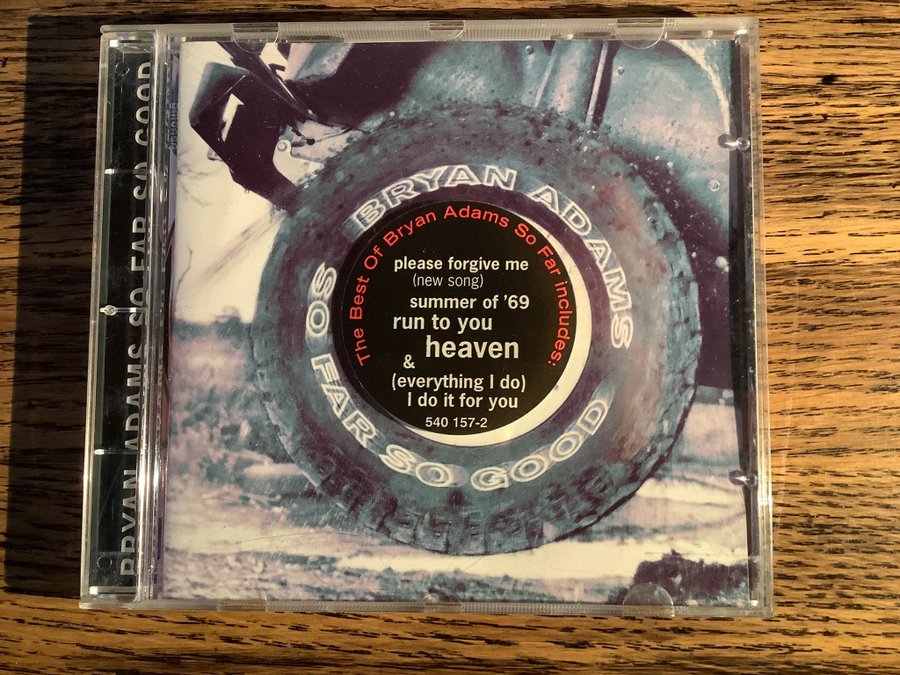 BRYAN ADAMS SO FAR SO GOOD
BRYAN ADAMS
SO FAR SO GOOD
The Best Of Bryan Adams So Far includes:
please forgive me
(new song)
summer of '69
run to you
heaven
&
(everything I do)
I do it for you
540 157-2